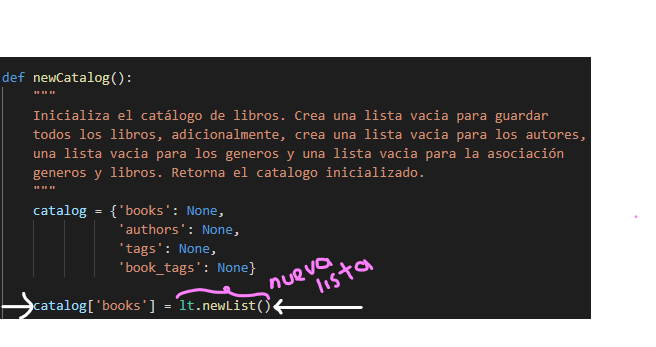 def newCatalog():
"""
Inicializa el catálogo de libros. Crea una lista vacia para guardar
todos los libros, adicionalmente, crea una lista vacia para los autores,
una lista vacia para los generos y una lista vacia para la asociación
generos y libros. Retorna el catalogo inicializado.
"""
catalog = {'books': None,
'authors': None,
'tags': None,
'book_tags': None}
nueva
lista
catalog['books'] = lt.newList()